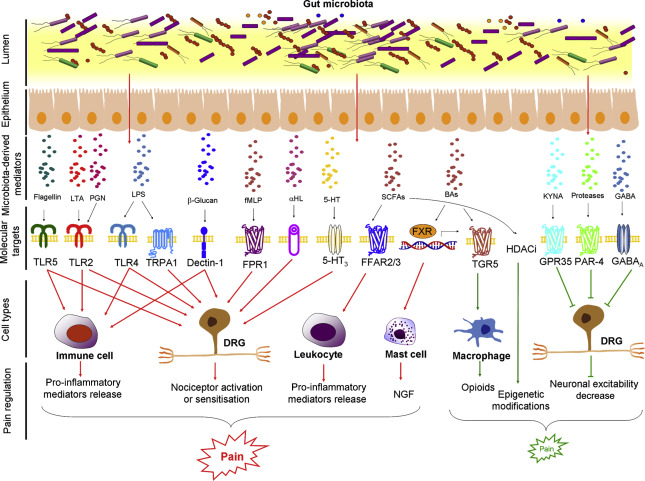 Gut microbiota
Lumen
Epithelium
Microbiota-derived
mediators
Flagellin
LTA
PGN
LPS
β-Glucan
fMLP
αHL
5-HT
SCFAs
BAs
KYNA
Proteases
GABA
Molecular
targets
TLR5
TLR2
TLR4
TRPA1
Dectin-1
FPR1
5-HT3
FFAR2/3
FXR
TGR5
HDACi
GPR35
PAR-4
GABAA
Cell types
Immune cell
DRG
Leukocyte
Mast cell
Macrophage
DRG
Pain regulation
Pro-inflammatory
mediators release
Nociceptor activation
or sensitisation
Pro-inflammatory
mediators release
NGF
Opioids
Epigenetic
modifications
Neuronal excitability
decrease
Pain
Pain